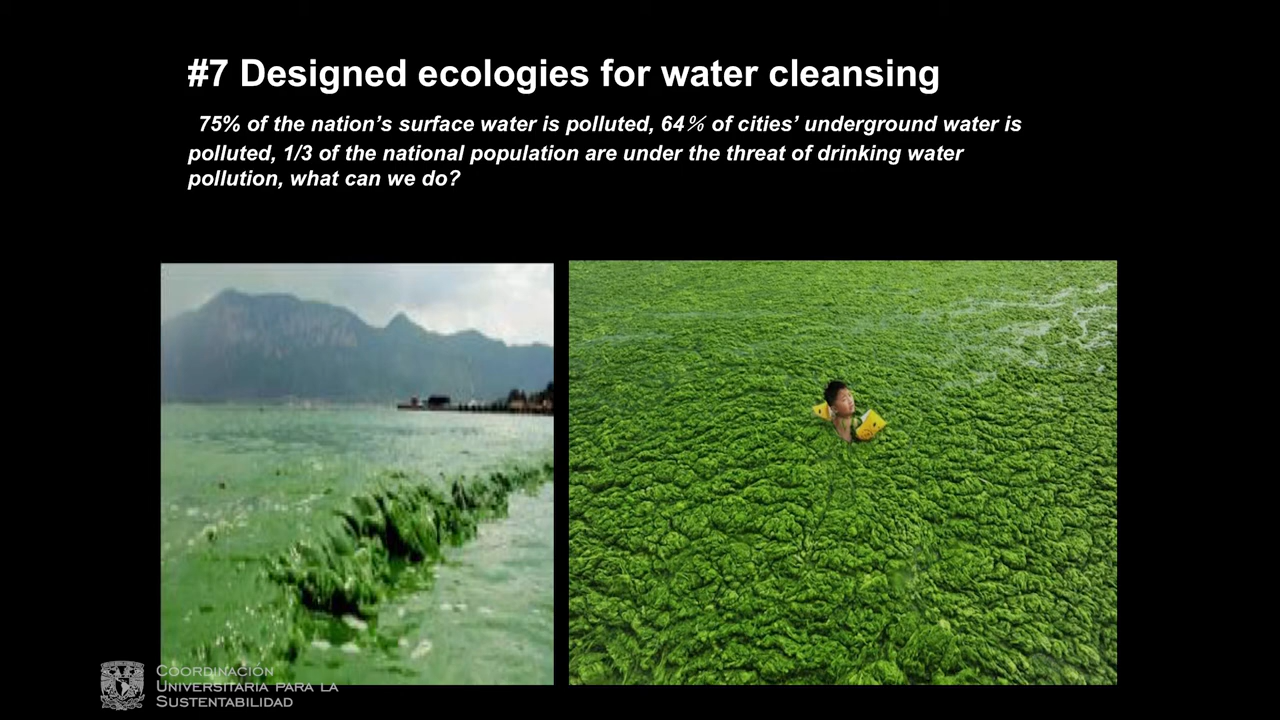 #7 Designed ecologies for water cleansing
75% of the nation’s surface water is polluted, 64% of cities’ underground water is
polluted, 1/3 of the national population are under the threat of drinking water
pollution, what can we do?
COORDINACIÓN
UNIVERSITARIA PARA LA
SUSTENTABILIDAD